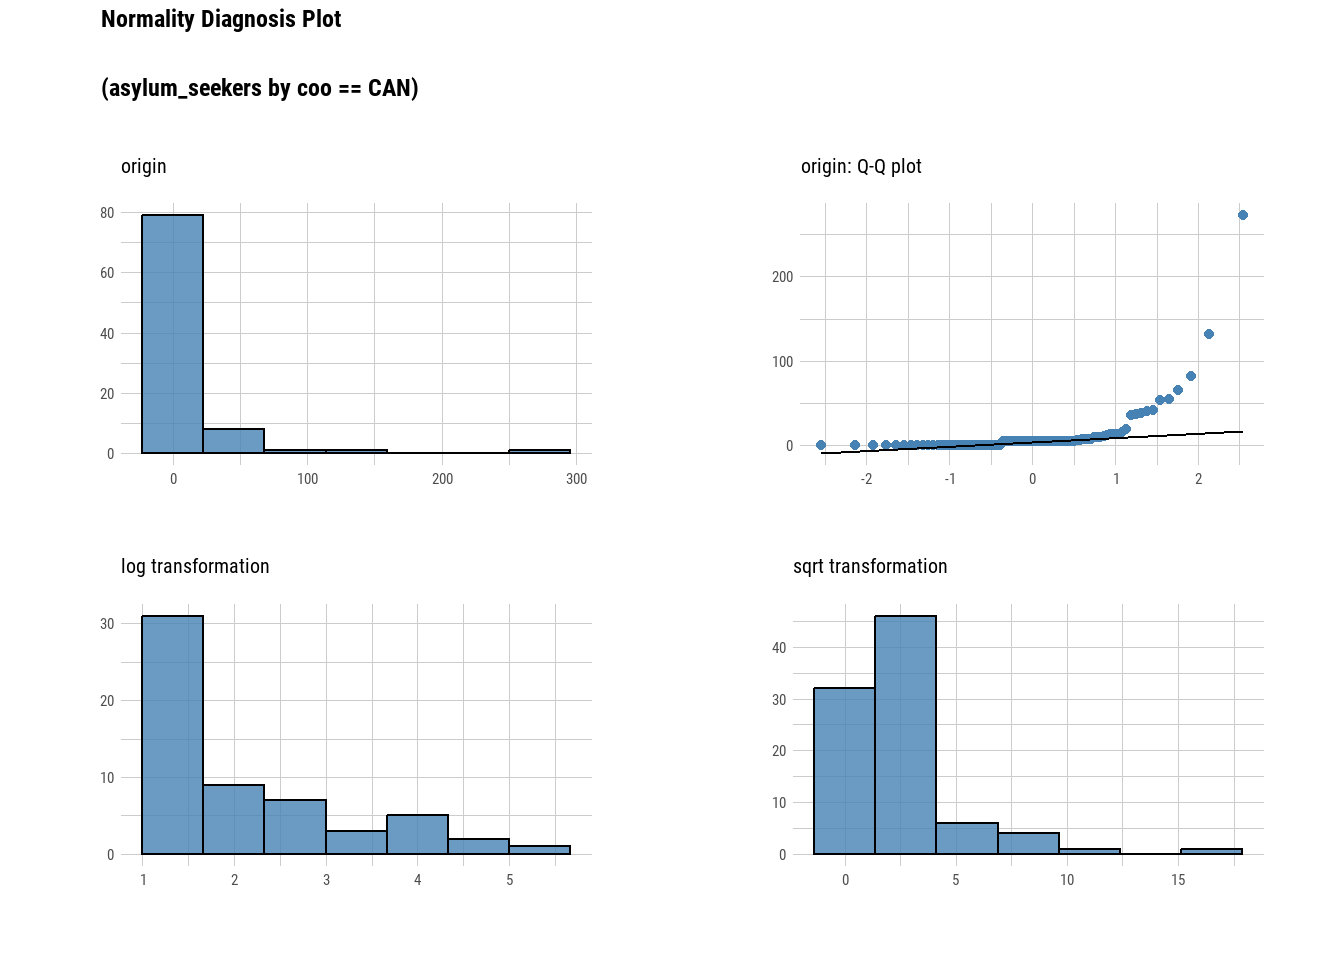 Normality Diagnosis Plot
(asylum_seekers by coo == CAN)
origin
80
60
40
20
0
0 100 200 300
origin: Q-Q plot
200
100
0
-2 -1 0 1 2
log transformation
30
20
10
0
1 2 3 4 5
sqrt transformation
40
30
20
10
0
0 5 10 15